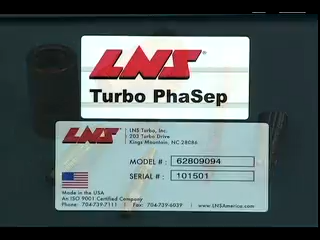 LNS
Turbo PhaSep
LNS
LNS Turbo, Inc.
203 Turbo Drive
Kings Mountain, NC 28086
MODEL #: 62809094
SERIAL #: 101501
Made in the USA
An ISO 9001 Certified Company
Phone: 704-739-7111 Fax: 704-739-6039 www.LNSAmerica.com